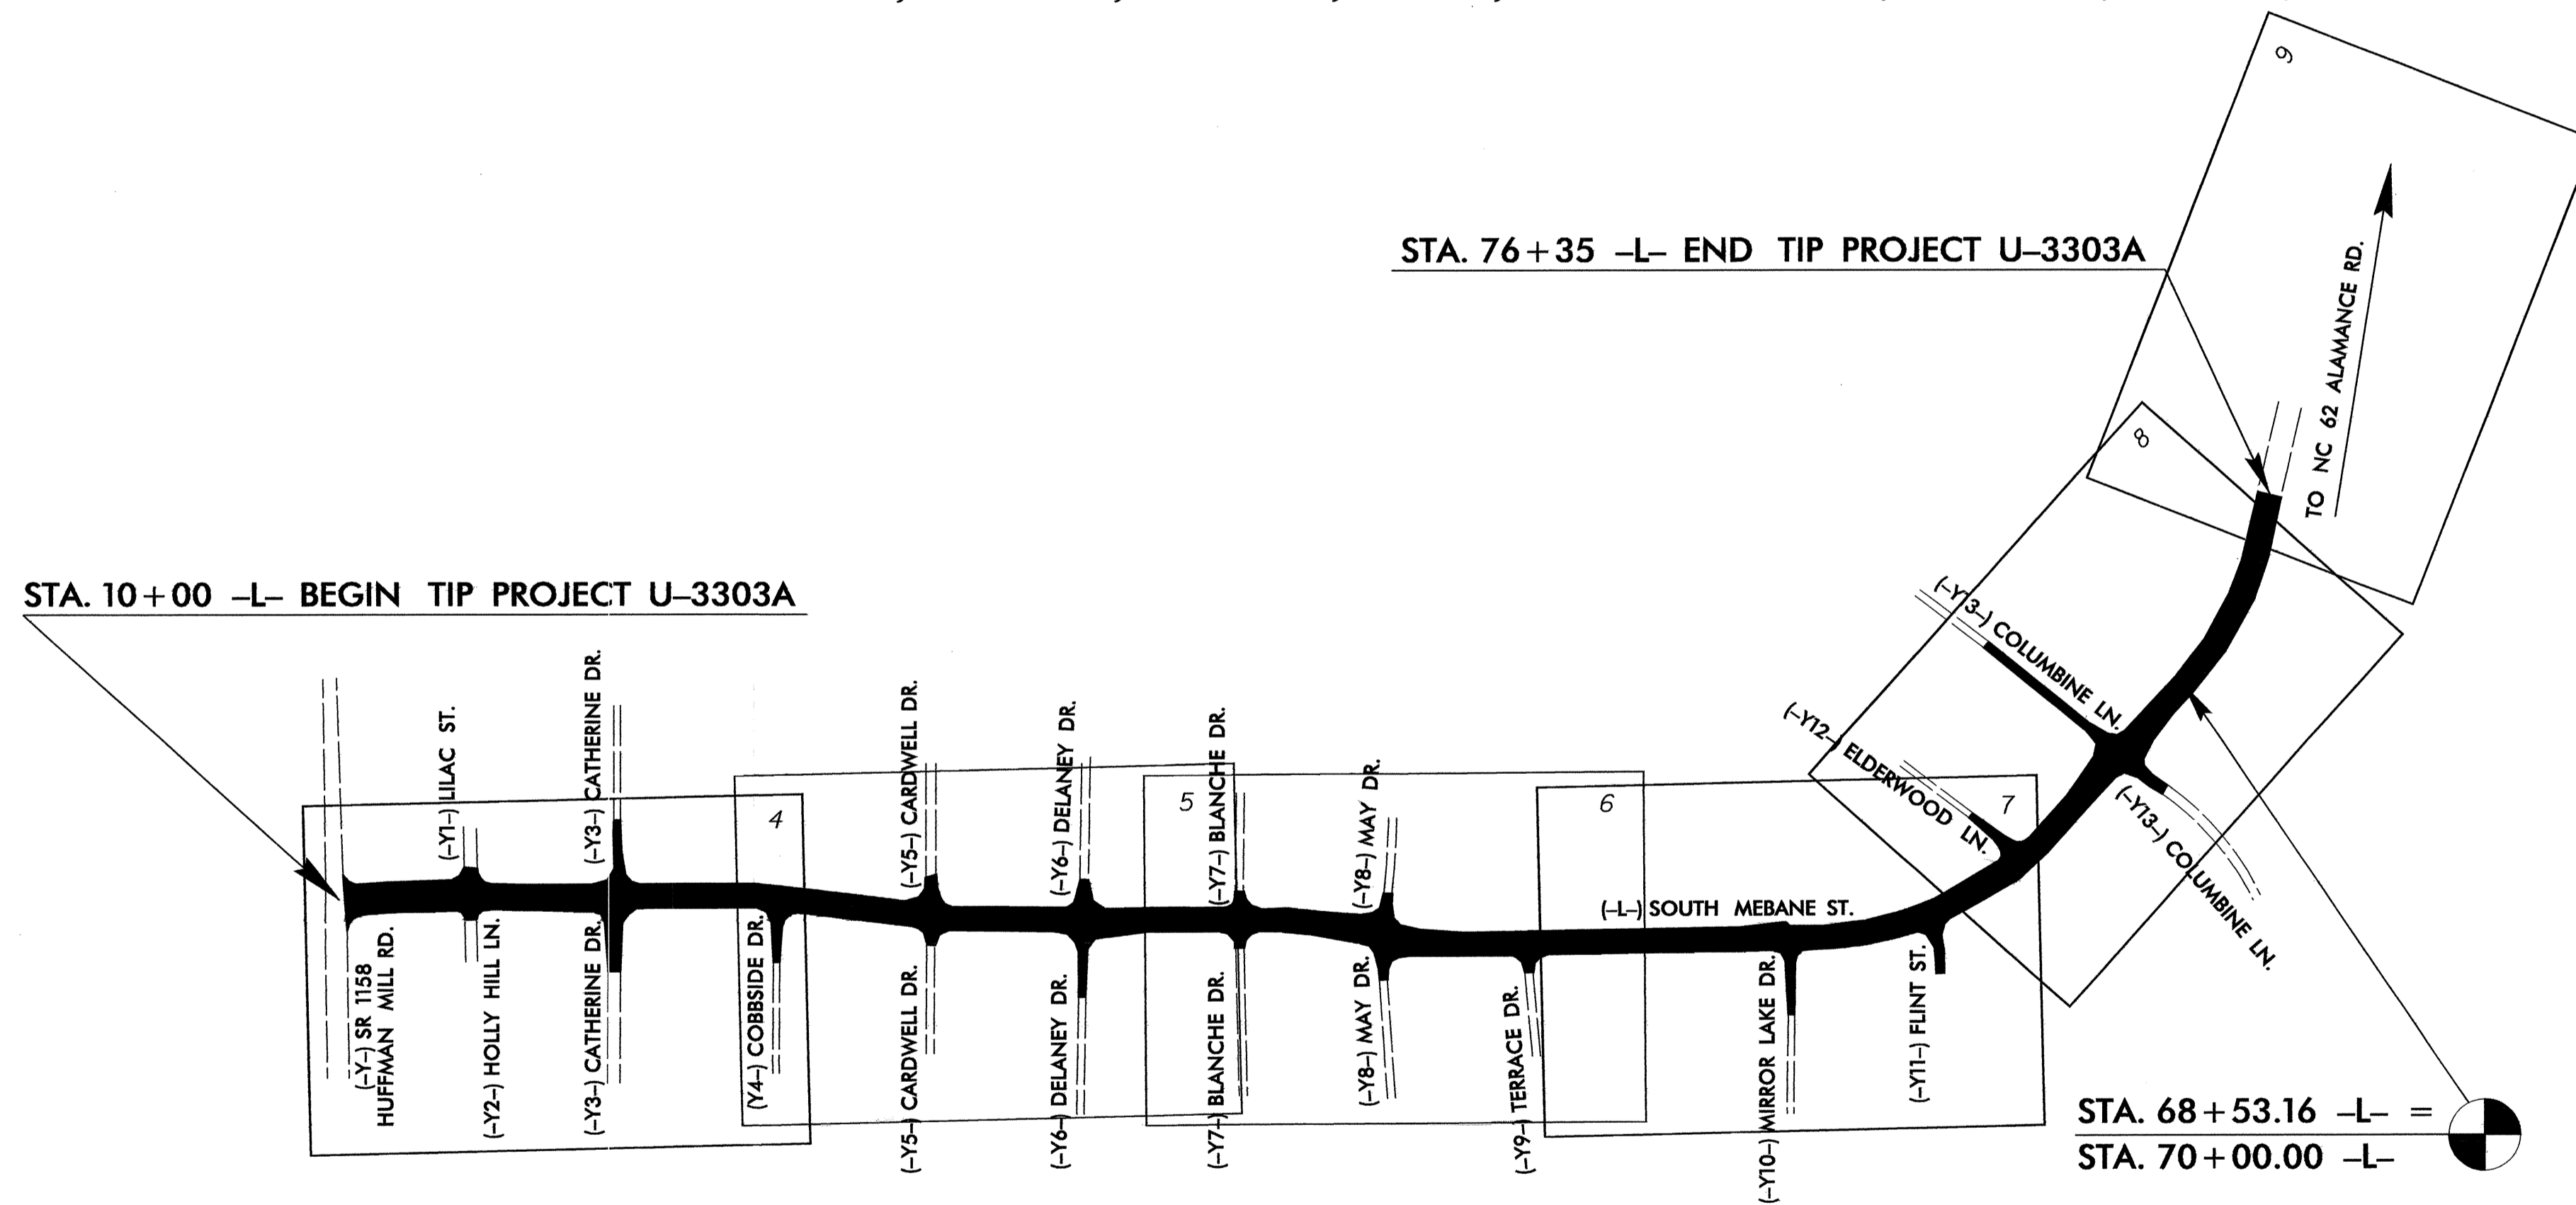 9
STA. 76+35 –L– END TIP PROJECT U–3303A
TO NC 62 ALAMANCE RD.
8
STA. 10+00 –L– BEGIN TIP PROJECT U–3303A
(–Y13–) COLUMBINE LN.
(–Y12–) ELDERWOOD LN.
(–Y1–) LILAC ST.
(–Y3–) CATHERINE DR.
(–Y5–) CARDWELL DR.
(–Y6–) DELANEY DR.
(–Y7–) BLANCHE DR.
(–Y8–) MAY DR.
4
5
6
7
(–L–) SOUTH MEBANE ST.
(–Y–) SR 1158
HUFFMAN MILL RD.
(–Y2–) HOLLY HILL LN.
(–Y3–) CATHERINE DR.
(Y4–) COBBSIDE DR.
(–Y5–) CARDWELL DR.
(–Y6–) DELANEY DR.
(–Y7–) BLANCHE DR.
(–Y8–) MAY DR.
(–Y9–) TERRACE DR.
(–Y10–) MIRROR LAKE DR.
(–Y11–) FLINT ST.
(–Y13–) COLUMBINE LN.
STA. 68+53.16 –L– =
STA. 70+00.00 –L–